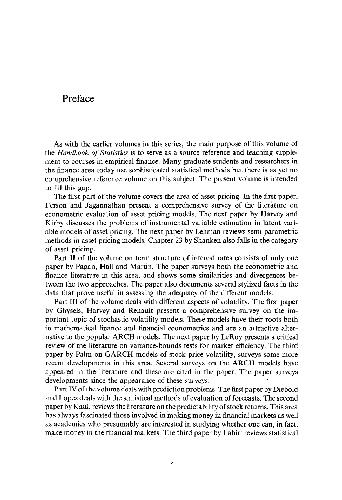 Preface
As with the earlier volumes in this series, the main purpose of this volume of
the Handbook of Statistics is to serve as a source reference and teaching supple-
ment to courses in empirical finance. Many graduate students and researchers in
the finance area today use sophisticated statistical methods but there is as yet no
comprehensive reference volume on this subject. The present volume is intended
to fill this gap.
The first part of the volume covers the area of asset pricing. In the first paper,
Ferson and Jagannathan present a comprehensive survey of the literature on
econometric evaluation of asset pricing models. The next paper by Harvey and
Kirby discusses the problems of instrumental variable estimation in latent vari-
able models of asset pricing. The next paper by Lehman reviews semi-parametric
methods in asset pricing models. Chapter 23 by Shanken also falls in the category
of asset pricing.
Part II of the volume on term structure of interest rates consists of only one
paper by Pagan, Hall and Martin. The paper surveys both the econometric and
finance literature in this area, and shows some similarities and divergences be-
tween the two approaches. The paper also documents several stylized facts in the
data that prove useful in assessing the adequacy of the different models.
Part III of the volume deals with different aspects of volatility. The first paper
by Ghysels, Harvey and Renault present a comprehensive survey on the im-
portant topic of stochastic volatility models. These models have their roots both
in mathematical finance and financial econometrics and are an attractive alter-
native to the popular ARCH models. The next paper by LeRoy presents a critical
review of the literature on variance-bounds tests for market efficiency. The third
paper by Palm on GARCH models of stock price volatility, surveys some more
recent developments in this area. Several surveys on the ARCH models have
appeared in the literature and these are cited in the paper. The paper surveys
developments since the appearance of these surveys.
Part IV of the volume deals with prediction problems. The first paper by Diebold
and Lopez deals with the statistical methods of evaluation of forecasts. The second
paper by Kaul reviews the literature on the predictability of stock returns. This area
has always fascinated those involved in making money in financial markets as well
as academics who presumably are interested in studying whether one can, in fact,
make money in the financial markets. The third paper by Lahiri reviews statistical
v